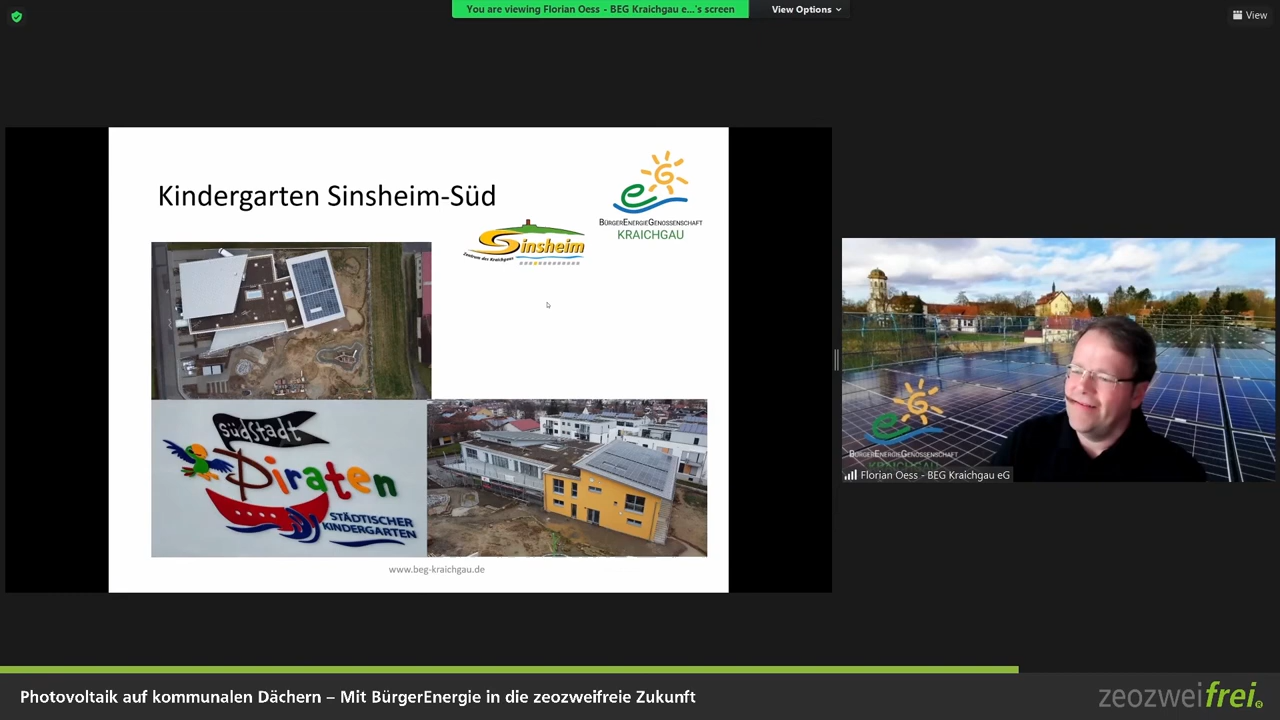 You are viewing Florian Oess - BEG Kraichgau e...'s screen
View Options
View
Kindergarten Sinsheim-Süd
BÜRGERENERGIEGENOSSENSCHAFT
KRAICHGAU
Sinsheim
Zentrum des Kraichgaus
südstadt
Piraten
STÄDTISCHER
KINDERGARTEN
www.beg-kraichgau.de
BÜRGERENERGIEGENOSSENSCHAFT
KRAICHGAU
Florian Oess - BEG Kraichgau eG
Photovoltaik auf kommunalen Dächern – Mit BürgerEnergie in die zeozweifreie Zukunft
zeozweifrei